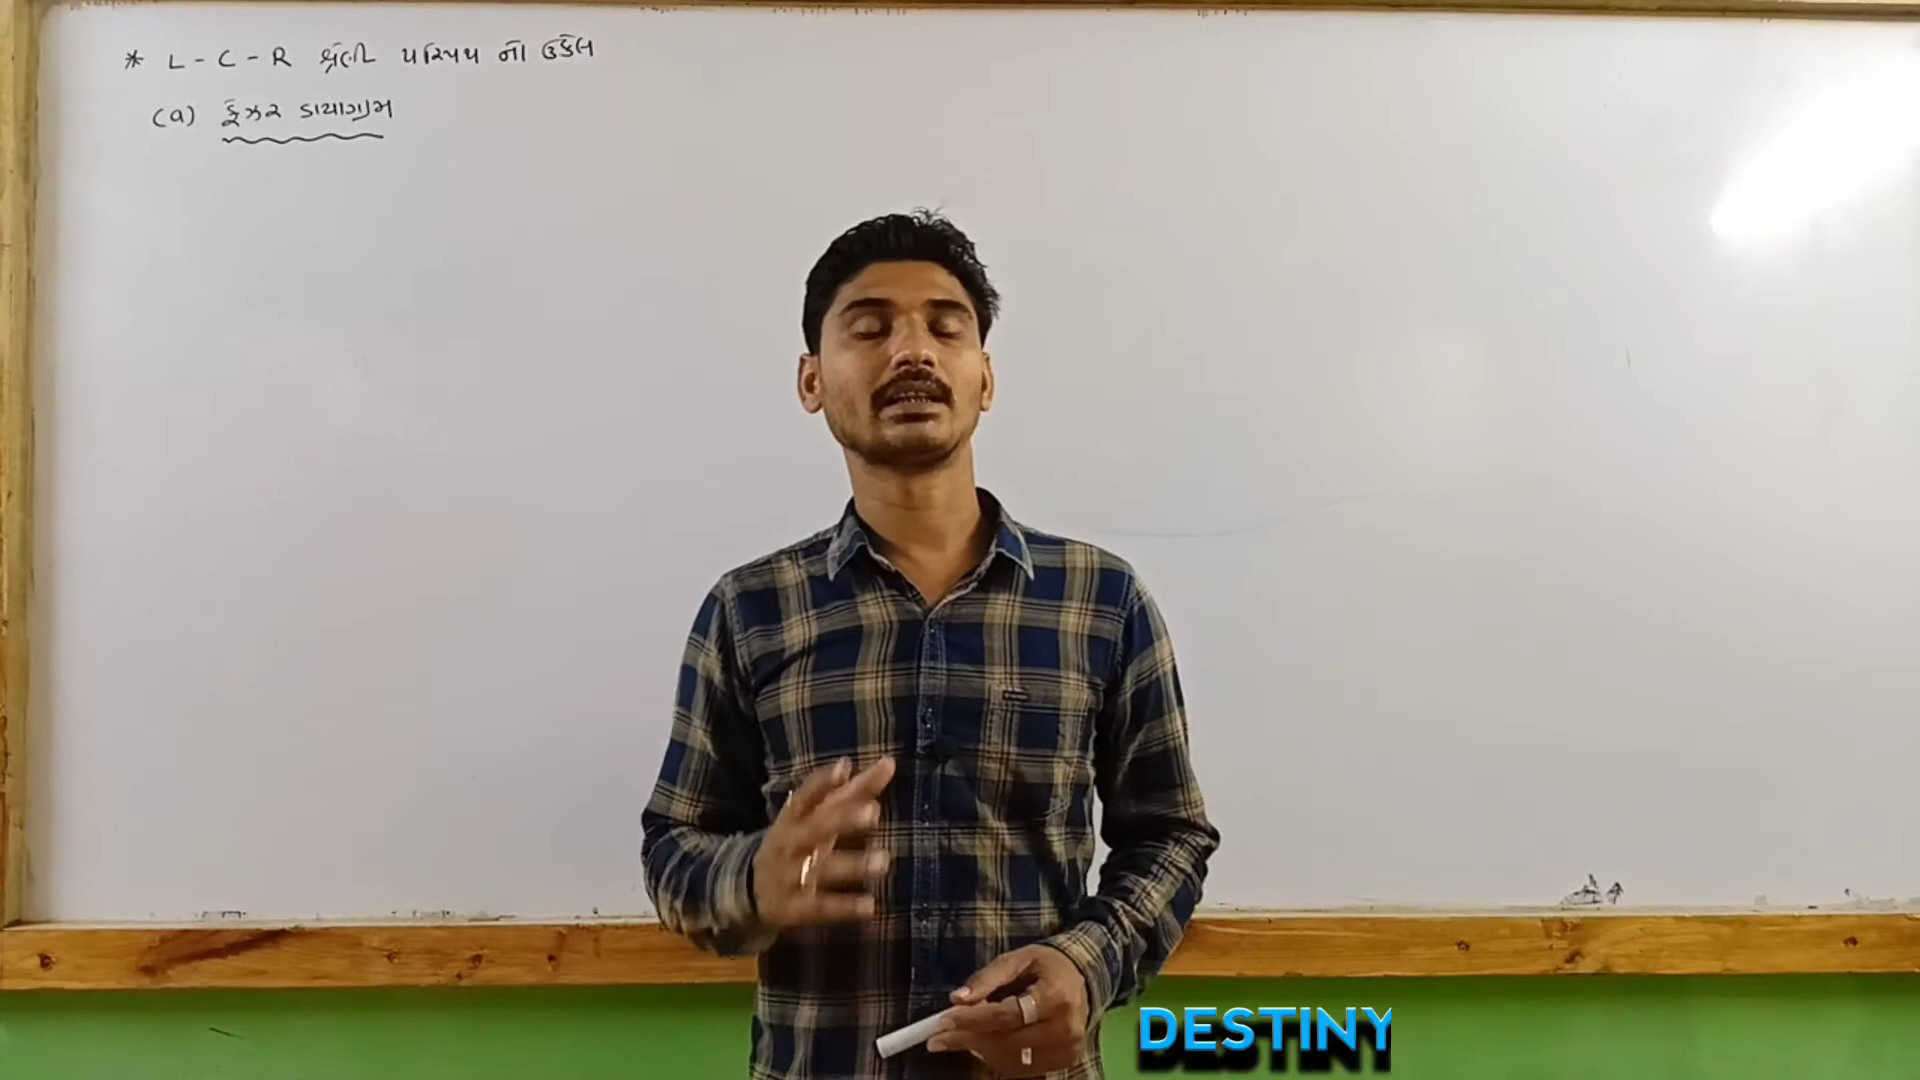 * L - C - R શ્રેણી પરિપથ નો ઉકેલ
(a) ફેઝર ડાયાગ્રામ
DESTINY